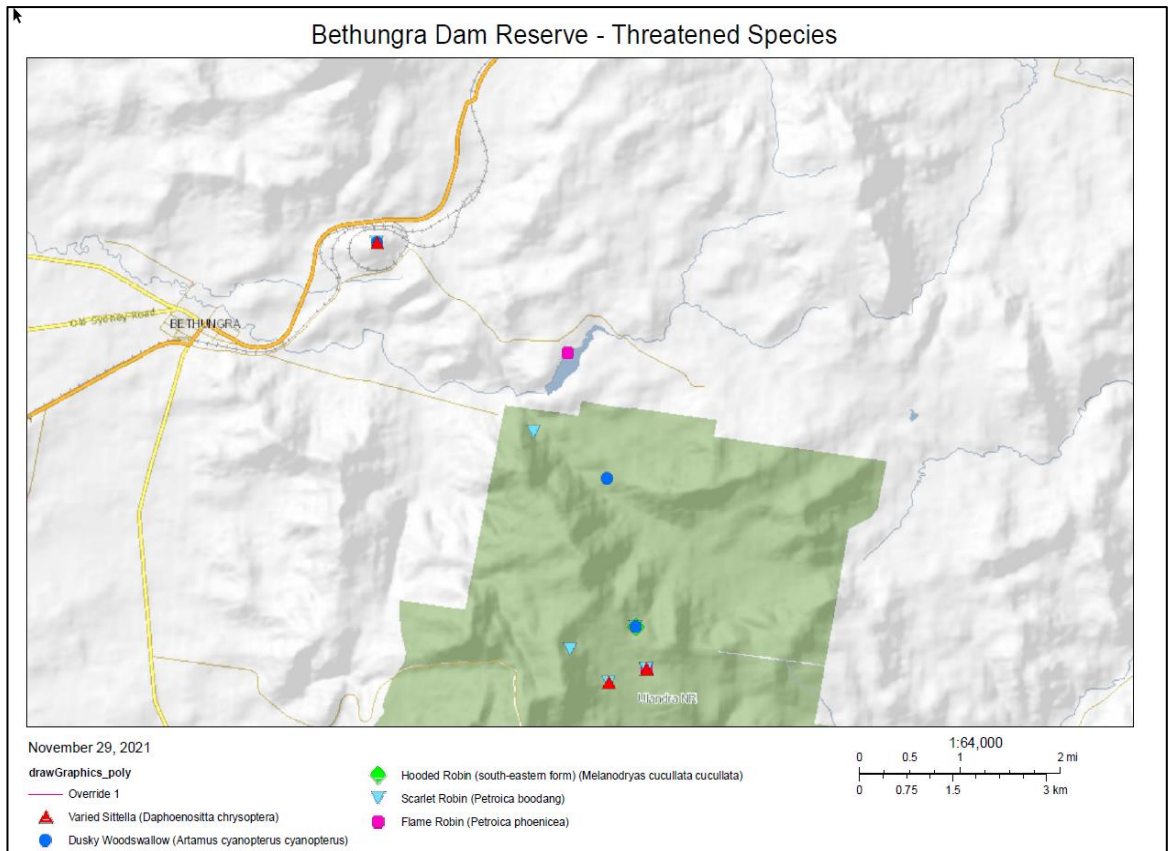 Bethungra Dam Reserve - Threatened Species
Old Sydney Road
BETHUNGRA
Ulandra NR
November 29, 2021
drawGraphics_poly
Override 1
Varied Sittella (Daphoenositta chrysoptera)
Dusky Woodswallow (Artamus cyanopterus cyanopterus)
Hooded Robin (south-eastern form) (Melanodryas cucullata cucullata)
Scarlet Robin (Petroica boodang)
Flame Robin (Petroica phoenicea)
1:64,000
0 0.5 1 2 mi
0 0.75 1.5 3 km